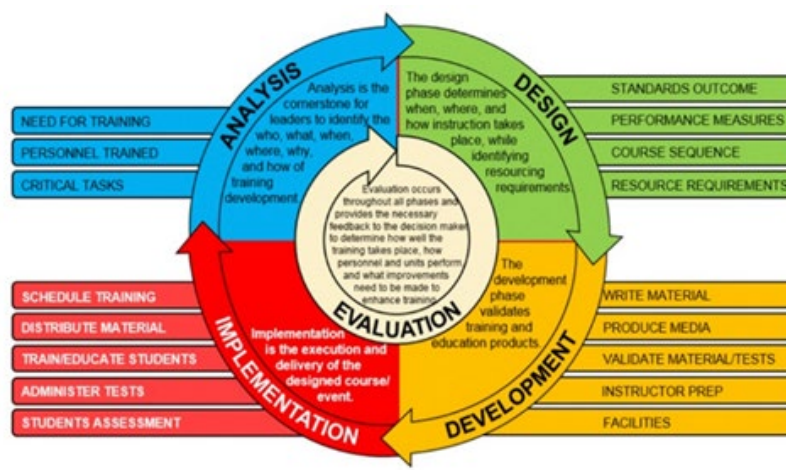 ANALYSIS
Analysis is the
cornerstone for
leaders to identify the
who, what, when,
where, why,
and how of
training
development
NEED FOR TRAINING
PERSONNEL TRAINED
CRITICAL TASKS
DESIGN
The design
phase determines
when, where, and
how instruction takes
place, while
identifying
resourcing
requirements
STANDARDS OUTCOME
PERFORMANCE MEASURES
COURSE SEQUENCE
RESOURCE REQUIREMENTS
Evaluation occurs
throughout all phases and
provides the necessary
feedback to the decision maker
to determine how well the
training takes place, how
personnel and units perform,
and what improvements
need to be made to
enhance training.
EVALUATION
The
development
phase
validates
training and
education products.
DEVELOPMENT
WRITE MATERIAL
PRODUCE MEDIA
VALIDATE MATERIAL/TESTS
INSTRUCTOR PREP
FACILITIES
Implementation
is the execution and
delivery of the
designed course/
event.
IMPLEMENTATION
SCHEDULE TRAINING
DISTRIBUTE MATERIAL
TRAIN/EDUCATE STUDENTS
ADMINISTER TESTS
STUDENTS ASSESSMENT